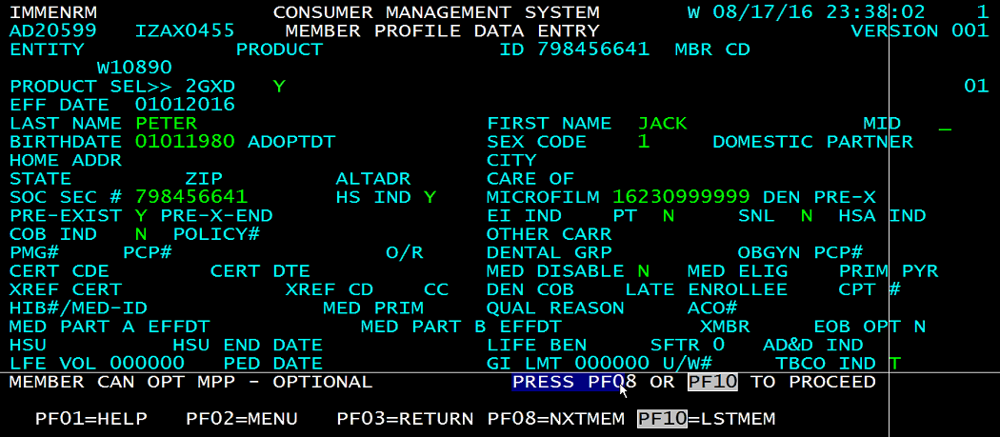 IMMENRM CONSUMER MANAGEMENT SYSTEM W 08/17/16 23:38:02 1
AD20599 IZAX0455 MEMBER PROFILE DATA ENTRY VERSION 001
ENTITY PRODUCT ID 798456641 MBR CD
W10890
PRODUCT SEL>> 2GXD Y 01
EFF DATE 01012016
LAST NAME PETER FIRST NAME JACK MID _
BIRTHDATE 01011980 ADOPTDT SEX CODE 1 DOMESTIC PARTNER
HOME ADDR CITY
STATE ZIP ALTADR CARE OF
SOC SEC # 798456641 HS IND Y MICROFILM 16230999999 DEN PRE-X
PRE-EXIST Y PRE-X-END EI IND PT N SNL N HSA IND
COB IND N POLICY# OTHER CARR
PMG# PCP# O/R DENTAL GRP OBGYN PCP#
CERT CDE CERT DTE MED DISABLE N MED ELIG PRIM PYR
XREF CERT XREF CD CC DEN COB LATE ENROLLEE CPT #
HIB#/MED-ID MED PRIM QUAL REASON ACO#
MED PART A EFFDT MED PART B EFFDT XMBR EOB OPT N
HSU HSU END DATE LIFE BEN SFTR 0 AD&D IND
LFE VOL 000000 PED DATE GI LMT 000000 U/W# TBCO IND T
MEMBER CAN OPT MPP - OPTIONAL PRESS PF08 OR PF10 TO PROCEED
PF01=HELP PF02=MENU PF03=RETURN PF08=NXTMEM PF10=LSTMEM